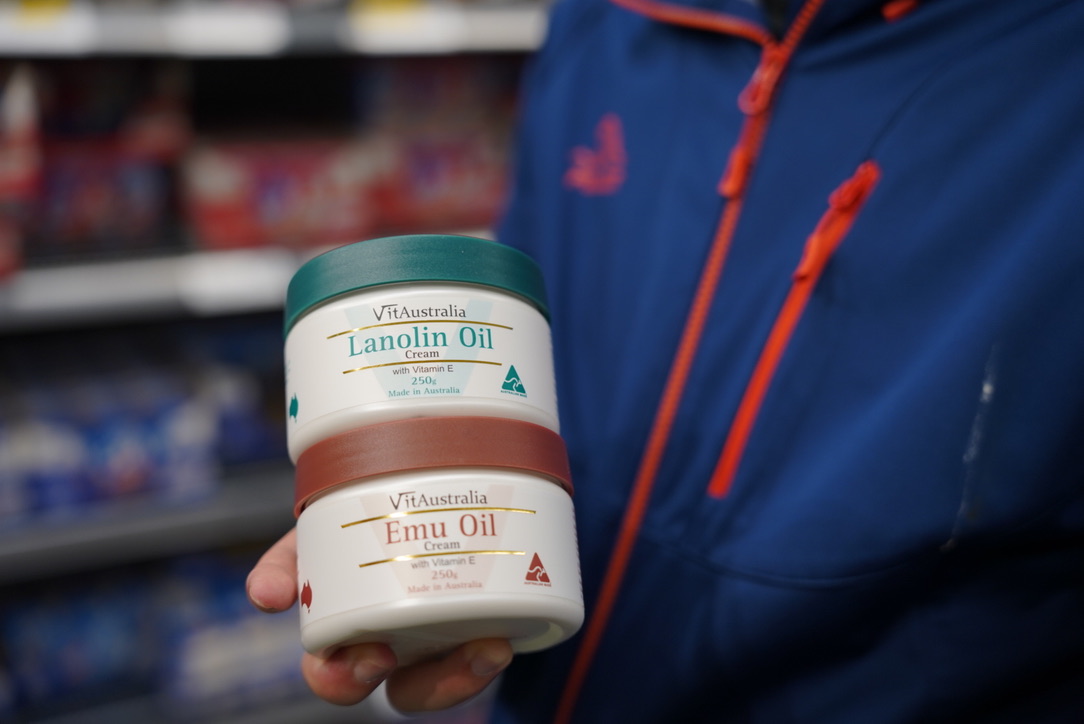 VitAustralia
Lanolin Oil
Cream
with Vitamin E
250g
Made in Australia
VitAustralia
Emu Oil
Cream
with Vitamin E
250g
Made in Australia